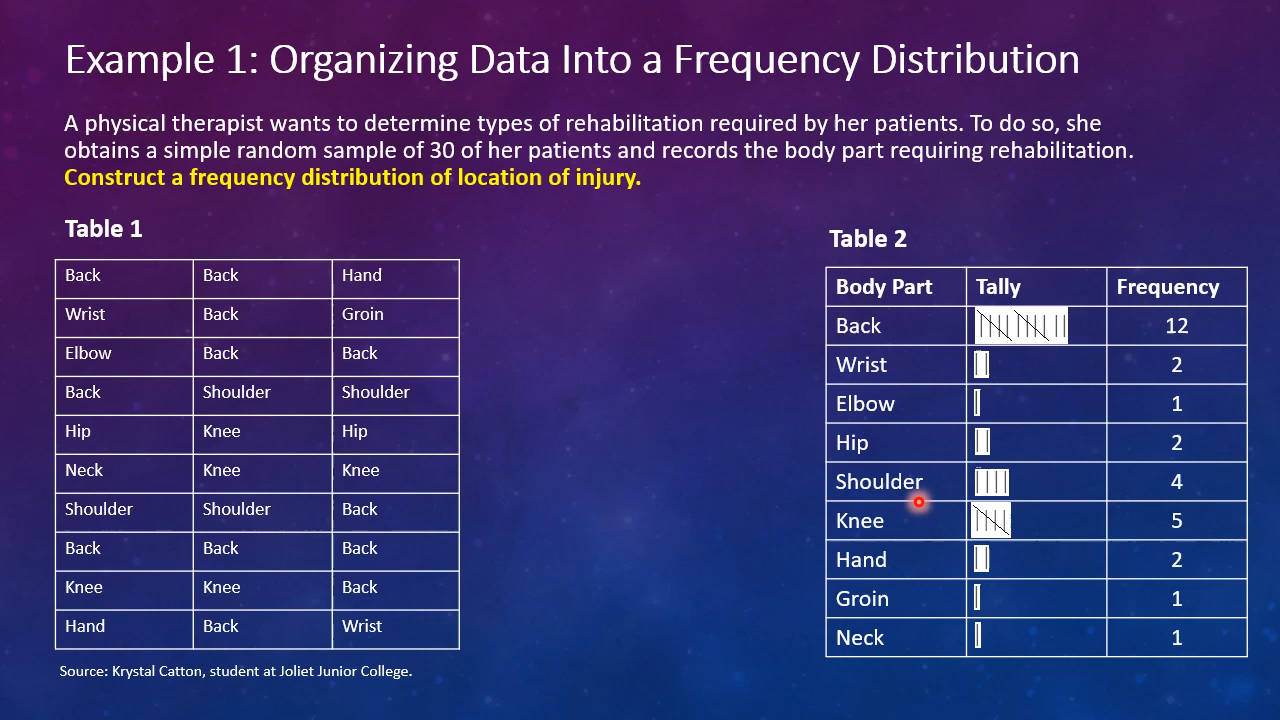 Example 1: Organizing Data Into a Frequency Distribution
A physical therapist wants to determine types of rehabilitation required by her patients. To do so, she
obtains a simple random sample of 30 of her patients and records the body part requiring rehabilitation.
Construct a frequency distribution of location of injury.
Table 1
Back Back Hand
Wrist Back Groin
Elbow Back Back
Back Shoulder Shoulder
Hip Knee Hip
Neck Knee Knee
Shoulder Shoulder Back
Back Back Back
Knee Knee Back
Hand Back Wrist
Source: Krystal Catton, student at Joliet Junior College.
Table 2
Body Part Tally Frequency
Back 12
Wrist 2
Elbow 1
Hip 2
Shoulder 4
Knee 5
Hand 2
Groin 1
Neck 1